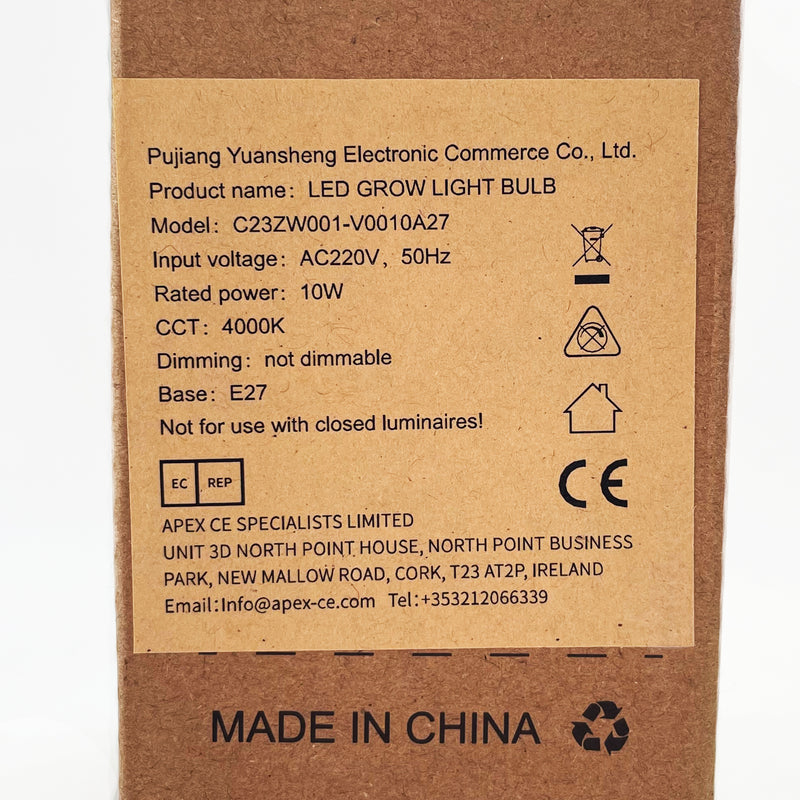 Pujiang Yuansheng Electronic Commerce Co., Ltd.
Product name: LED GROW LIGHT BULB
Model: C23ZW001-V0010A27
Input voltage: AC220V, 50Hz
Rated power: 10W
CCT: 4000K
Dimming: not dimmable
Base: E27
Not for use with closed luminaires!
EC REP
CE
APEX CE SPECIALISTS LIMITED
UNIT 3D NORTH POINT HOUSE, NORTH POINT BUSINESS
PARK, NEW MALLOW ROAD, CORK, T23 AT2P, IRELAND
Email:Info@apex-ce.com Tel:+353212066339
MADE IN CHINA